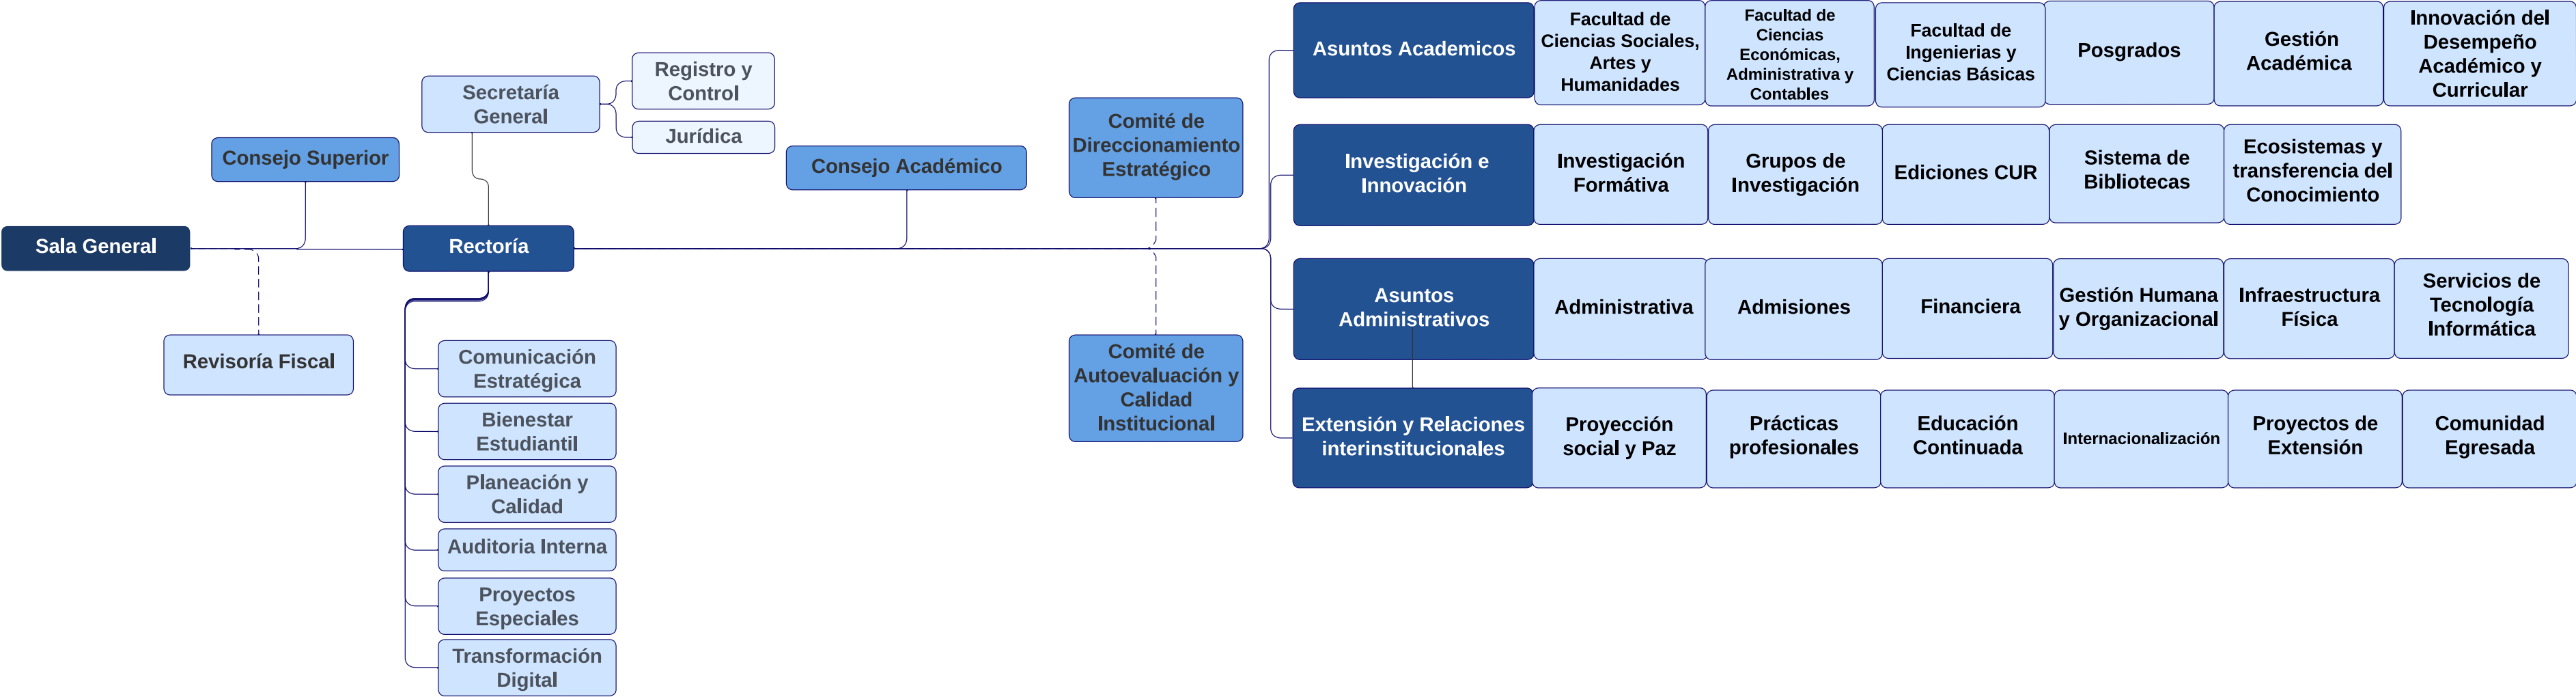 Sala General
Consejo Superior
Revisoría Fiscal
Secretaría
General
Registro y
Control
Jurídica
Rectoría
Comunicación
Estratégica
Bienestar
Estudiantil
Planeación y
Calidad
Auditoria Interna
Proyectos
Especiales
Transformación
Digital
Consejo Académico
Comité de
Direccionamiento
Estratégico
Comité de
Autoevaluación y
Calidad
Institucional
Asuntos Academicos
Facultad de
Ciencias Sociales,
Artes y
Humanidades
Facultad de
Ciencias
Económicas,
Administrativa y
Contables
Facultad de
Ingenierias y
Ciencias Básicas
Posgrados
Gestión
Académica
Innovación del
Desempeño
Académico y
Curricular
Investigación e
Innovación
Investigación
Formátiva
Grupos de
Investigación
Ediciones CUR
Sistema de
Bibliotecas
Ecosistemas y
transferencia del
Conocimiento
Asuntos
Administrativos
Administrativa
Admisiones
Financiera
Gestión Humana
y Organizacional
Infraestructura
Física
Servicios de
Tecnología
Informática
Extensión y Relaciones
interinstitucionales
Proyección
social y Paz
Prácticas
profesionales
Educación
Continuada
Internacionalización
Proyectos de
Extensión
Comunidad
Egresada